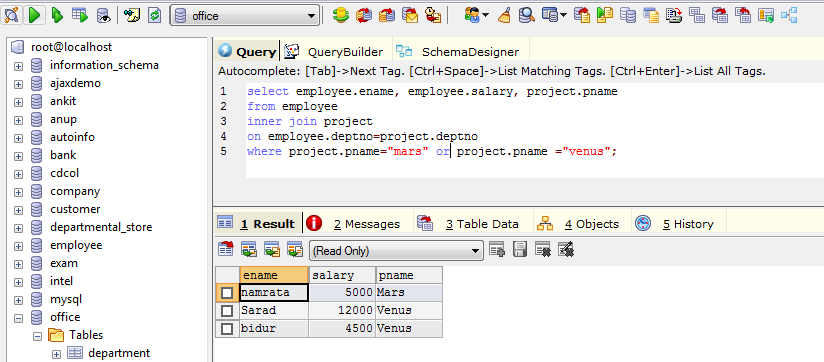 office
root@localhost
information_schema
ajaxdemo
ankit
anup
autoinfo
bank
cdcol
company
customer
departmental_store
employee
exam
intel
mysql
office
Tables
department
Query QueryBuilder SchemaDesigner
Autocomplete: [Tab]->Next Tag. [Ctrl+Space]->List Matching Tags. [Ctrl+Enter]->List All Tags.
1 select employee.ename, employee.salary, project.pname
2 from employee
3 inner join project
4 on employee.deptno=project.deptno
5 where project.pname="mars" or project.pname ="venus";
1 Result 2 Messages 3 Table Data 4 Objects 5 History
(Read Only)
ename salary pname
namrata 5000 Mars
Sarad 12000 Venus
bidur 4500 Venus